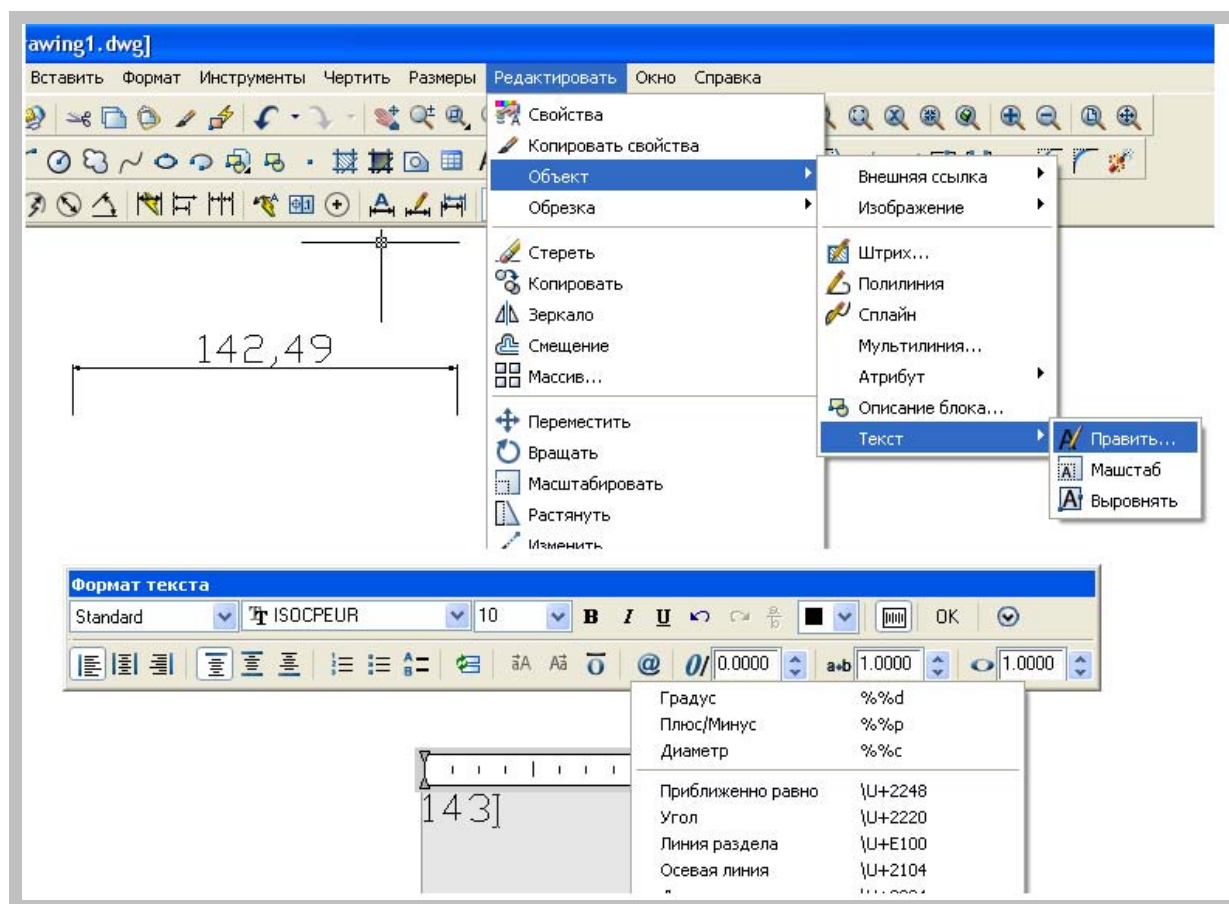 awing1.dwg]
Вставить Формат Инструменты Чертить Размеры Редактировать Окно Справка
Свойства
Копировать свойства
Объект
Обрезка
Стереть
Копировать
Зеркало
Смещение
Массив...
Переместить
Вращать
Масштабировать
Растянуть
Изменить
Внешняя ссылка
Изображение
Штрих...
Полилиния
Сплайн
Мультилиния...
Атрибут
Описание блока...
Текст
Править...
Машстаб
Выровнять
142,49
Формат текста
Standard ISOCPEUR 10 B I U OK
@ 0/ 0.0000 a•b 1.0000 1.0000
Градус %%d
Плюс/Минус %%p
Диаметр %%c
Приближенно равно \U+2248
Угол \U+2220
Линия раздела \U+E100
Осевая линия \U+2104
143]